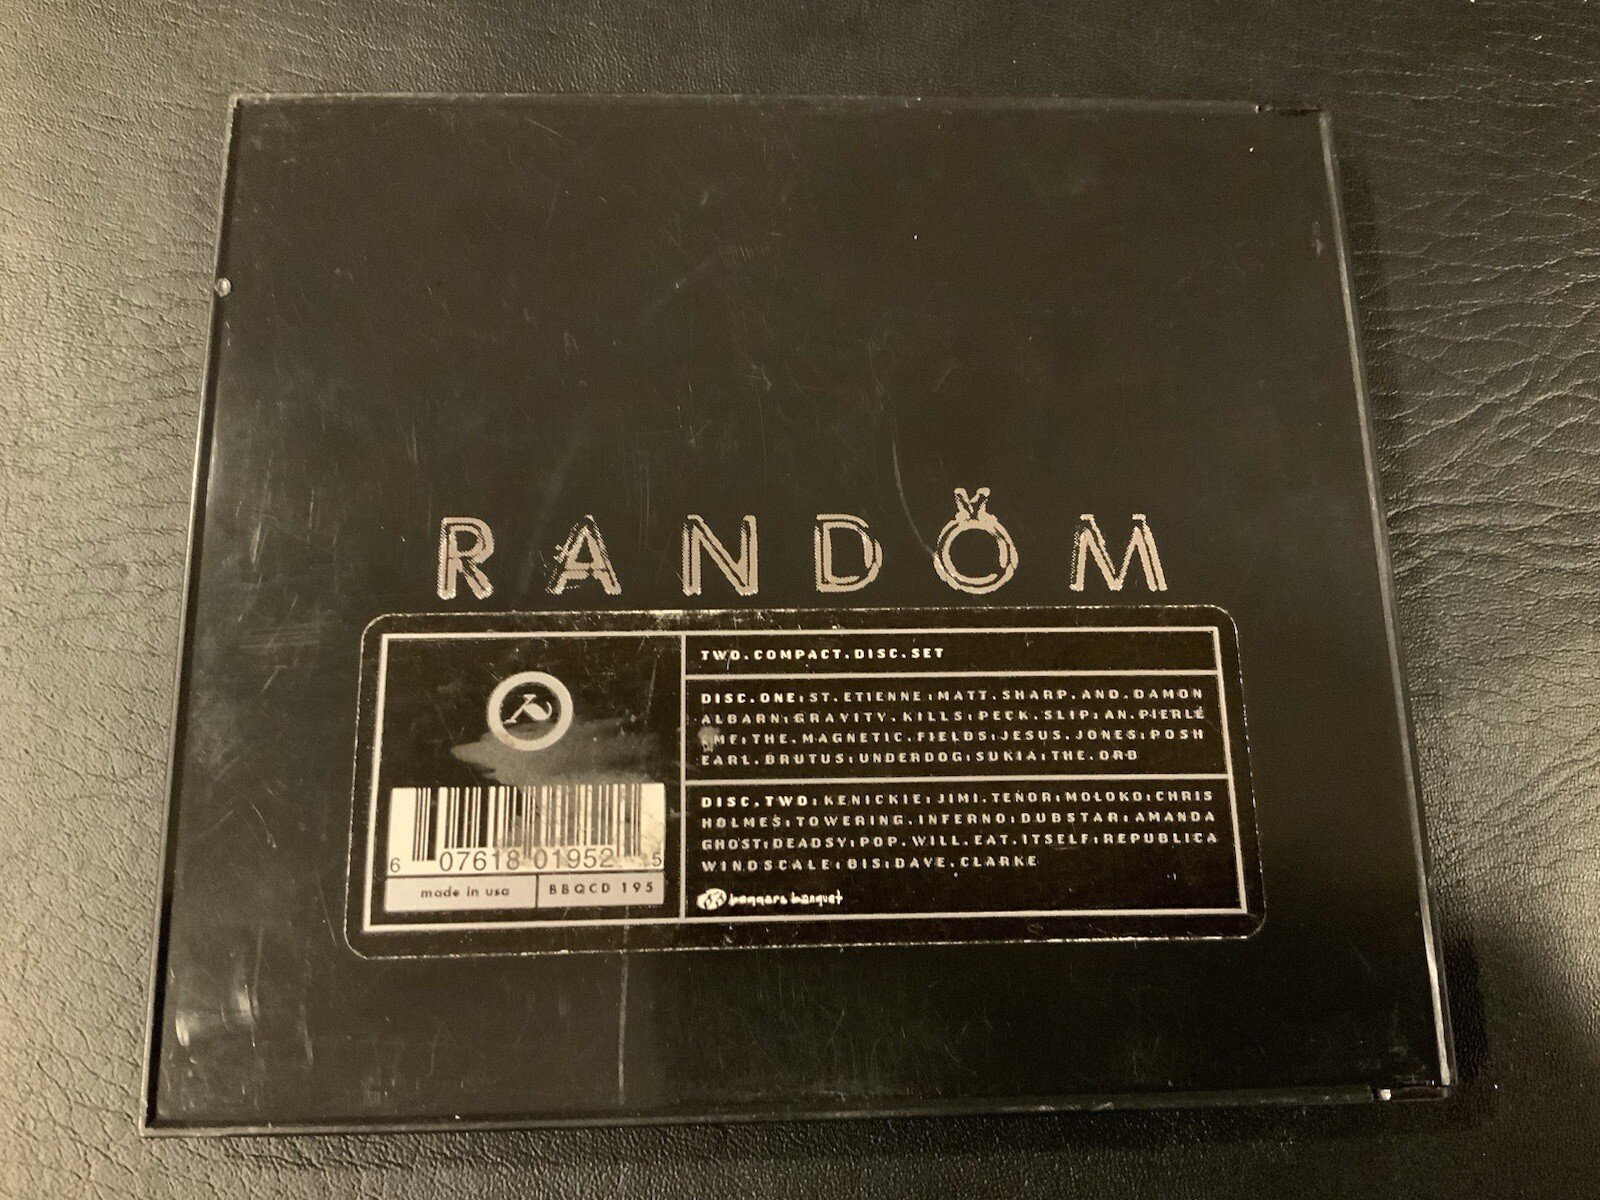 RANDŎM
TWO.COMPACT.DISC.SET
DISC.ONE:ST.ETIENNE:MATT.SHARP.AND.DAMON
ALBARN:GRAVITY.KILLS:PECK.SLIP:AN.PIERLÉ
THE.MAGNETIC.FIELDS:JESUS.JONES:POSH
EARL.BRUTUS:UNDERDOG:SUKIA:THE.ORB
DISC.TWO:KENICKIE:JIMI.TENOR:MOLOKO:CHRIS
HOLMES:TOWERING.INFERNO:DUBSTAR:AMANDA
GHOST:DEADSY:POP.WILL.EAT.ITSELF:REPUBLICA
WINDSCALE:BIS:DAVE.CLARKE
beggars banquet
6 07618 01952 5
made in usa
BBQCD 195